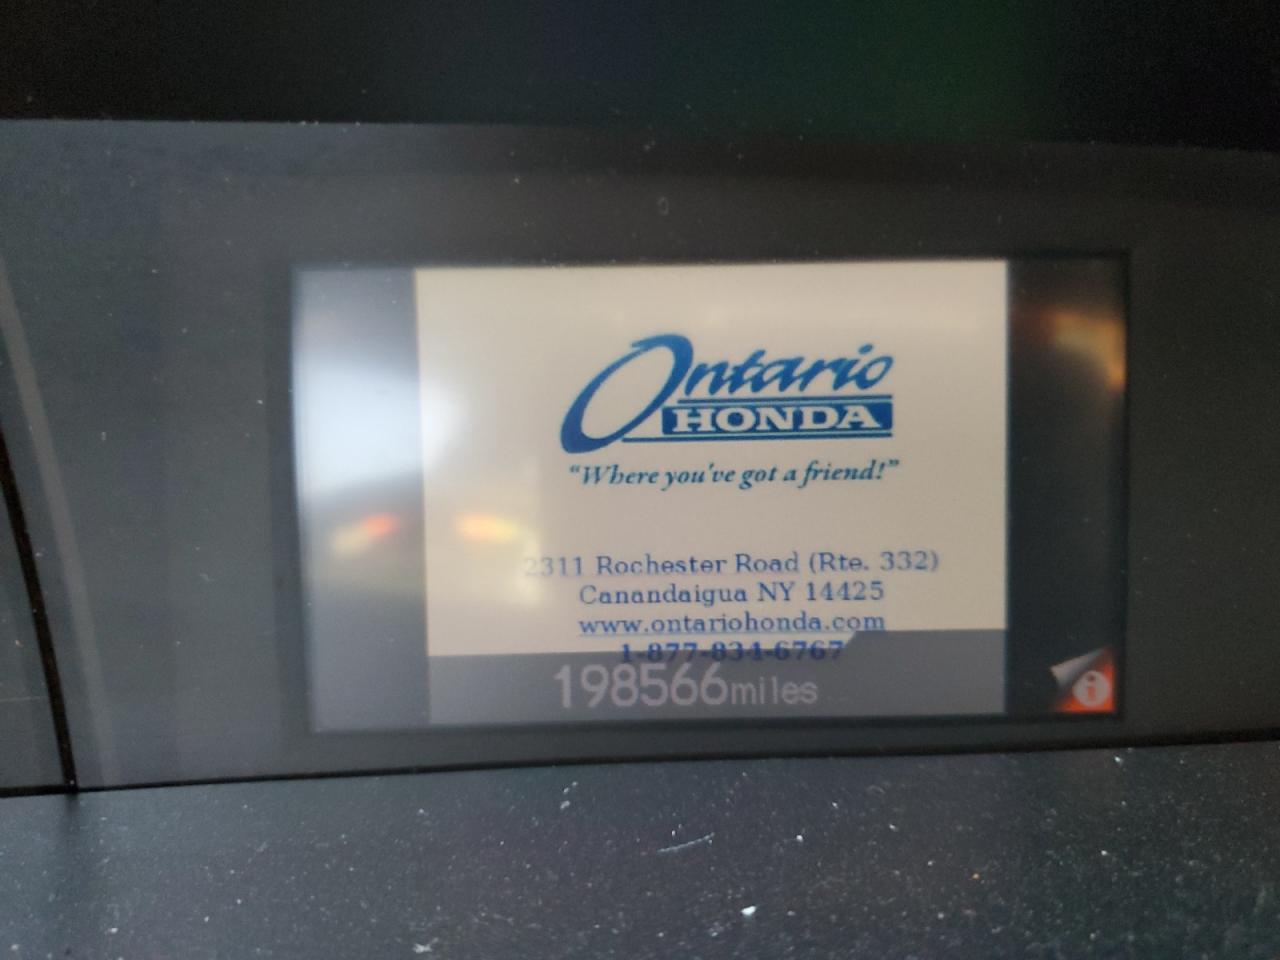 Ontario
HONDA
“Where you've got a friend!”
2311 Rochester Road (Rte. 332)
Canandaigua NY 14425
www.ontariohonda.com
1-877-834-6767
198566miles
i